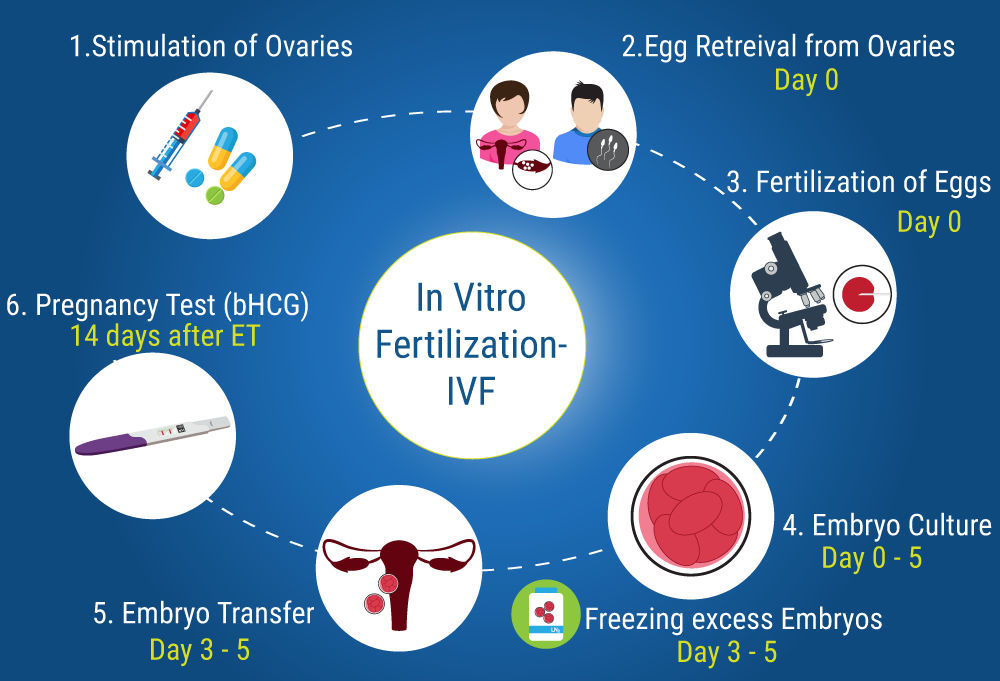 1.Stimulation of Ovaries
2.Egg Retreival from Ovaries
Day 0
3. Fertilization of Eggs
Day 0
In Vitro
Fertilization-
IVF
4. Embryo Culture
Day 0 - 5
Freezing excess Embryos
Day 3 - 5
LN₂
5. Embryo Transfer
Day 3 - 5
6. Pregnancy Test (bHCG)
14 days after ET